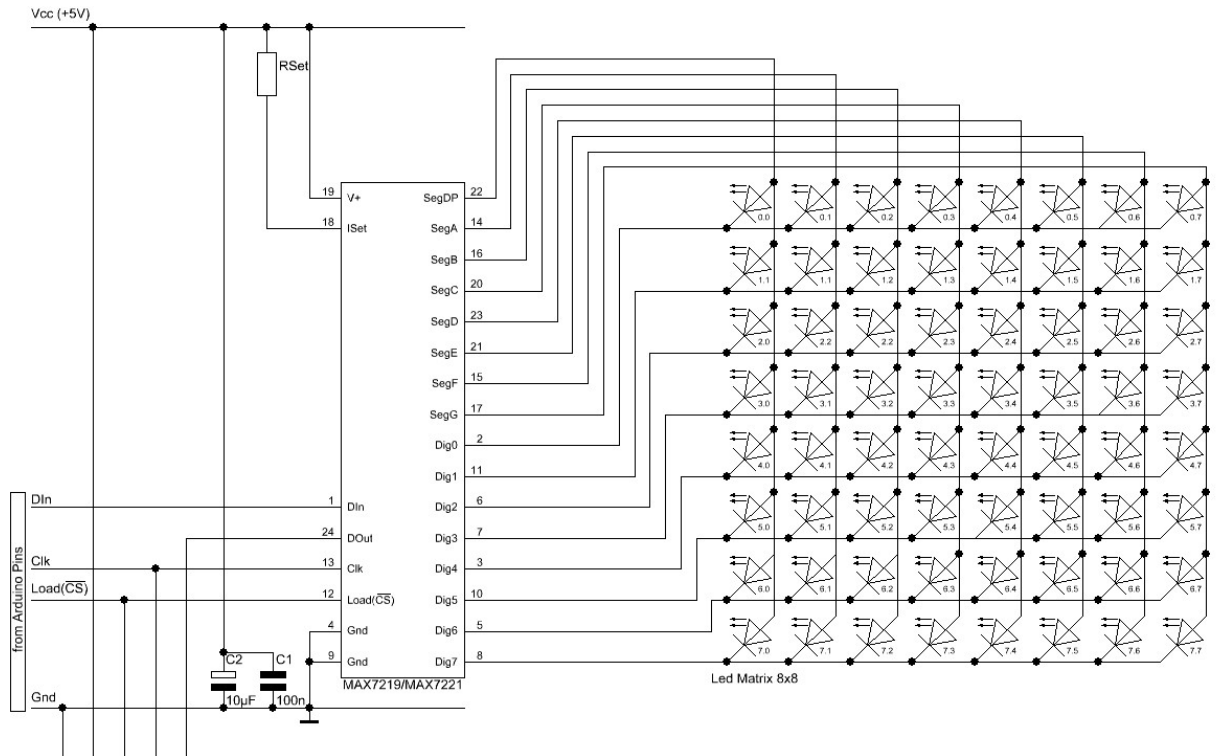 Vcc (+5V)
RSet
19 V+ SegDP 22
18 ISet SegA 14
SegB 16
SegC 20
SegD 23
SegE 21
SegF 15
SegG 17
Dig0 2
Dig1 11
1 DIn Dig2 6
24 DOut Dig3 7
13 Clk Dig4 3
12 Load(CS) Dig5 10
4 Gnd Dig6 5
9 Gnd Dig7 8
MAX7219/MAX7221
from Arduino Pins
DIn
Clk
Load(CS)
Gnd
C2
10µF
C1
100n
0.0 0.1 0.2 0.3 0.4 0.5 0.6 0.7
1.1 1.1 1.2 1.3 1.4 1.5 1.6 1.7
2.0 2.2 2.2 2.3 2.4 2.5 2.6 2.7
3.0 3.1 3.2 3.3 3.4 3.5 3.6 3.7
4.0 4.1 4.2 4.3 4.4 4.5 4.6 4.7
5.0 5.1 5.2 5.3 5.4 5.5 5.6 5.7
6.0 6.1 6.2 6.3 6.4 6.5 6.6 6.7
7.0 7.1 7.2 7.3 7.4 7.5 7.6 7.7
Led Matrix 8x8